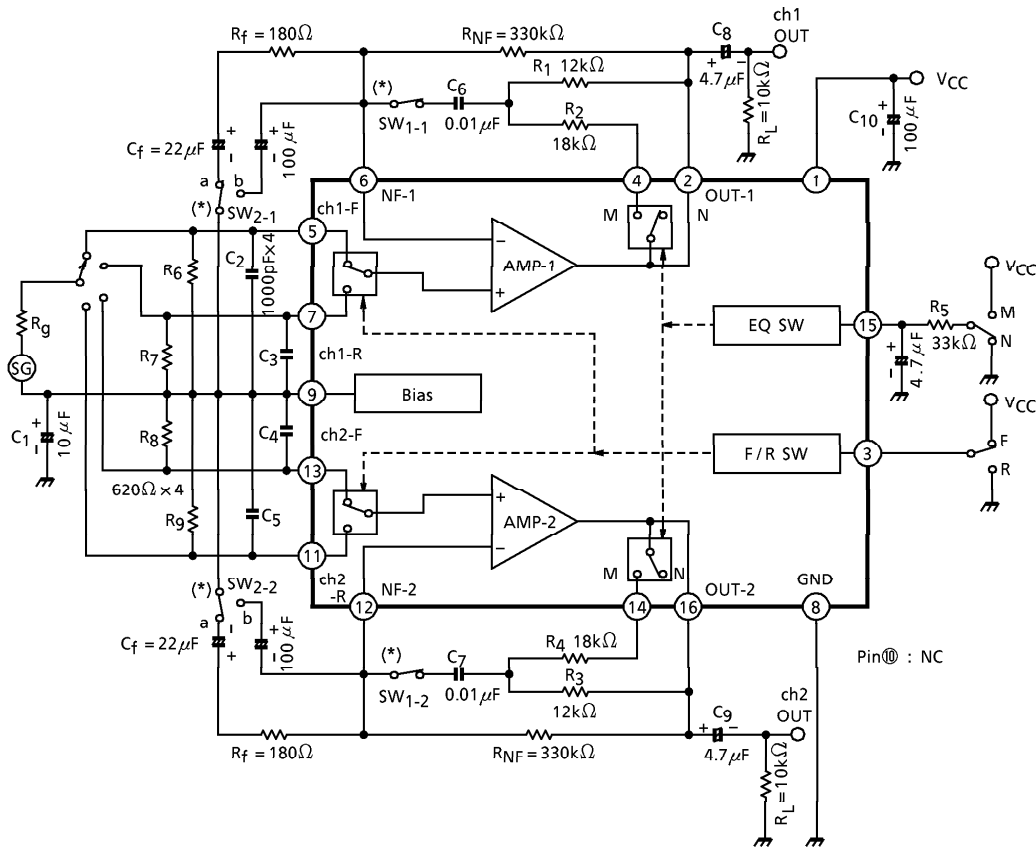 Rf = 180Ω
RNF = 330kΩ
C8
+ −
4.7μF
ch1
OUT
R1 12kΩ
(*)
SW1-1
C6
0.01μF
R2
18kΩ
RL = 10kΩ
VCC
C10
+
-
100μF
Cf = 22μF
+
-
+
-
100μF
a
b
(*)
SW2-1
6
NF-1
4
2
OUT-1
1
ch1-F
5
M
N
AMP-1
−
+
R6
C2
1000pF×4
Rg
SG
7
ch1-R
R7
C3
EQ SW
15
R5
33kΩ
+
-
4.7μF
VCC
M
N
9
Bias
C1
+
-
10μF
R8
C4
ch2-F
13
620Ω×4
F / R SW
3
VCC
F
R
R9
C5
AMP-2
+
−
11
ch2
-R
M
N
(*)
SW2-2
a
b
12
NF-2
14
16
OUT-2
GND
8
Cf = 22μF
-
+
+
-
100μF
(*)
SW1-2
C7
0.01μF
R4 18kΩ
R3
12kΩ
Pin⑩ : NC
Rf = 180Ω
RNF = 330kΩ
C9
+ −
4.7μF
ch2
OUT
RL = 10kΩ